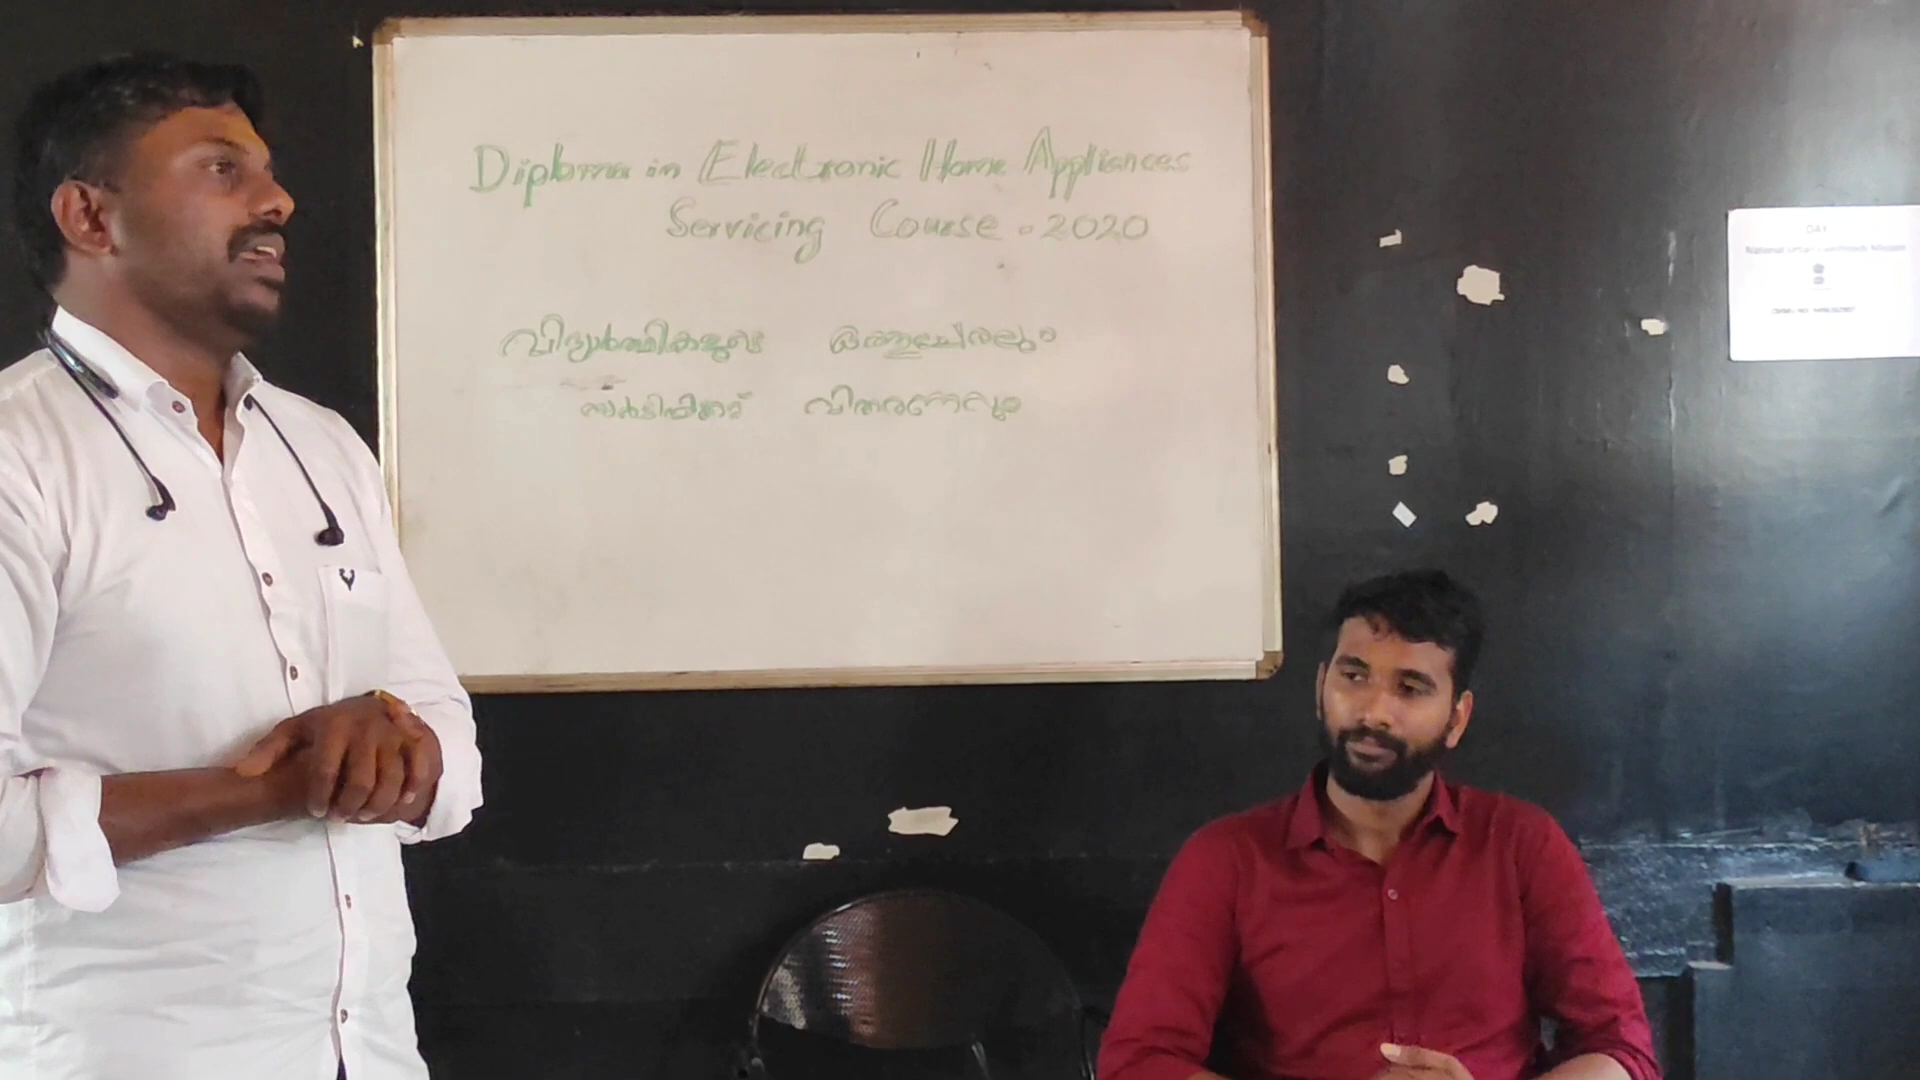 Diploma in Electronic Home Appliances
Servicing Course - 2020
വിദ്യാർത്ഥികളുടെ ഒത്തുചേരലും
സർട്ടിഫിക്കറ്റ് വിതരണവും
DAY
National Urban Livelihoods Mission